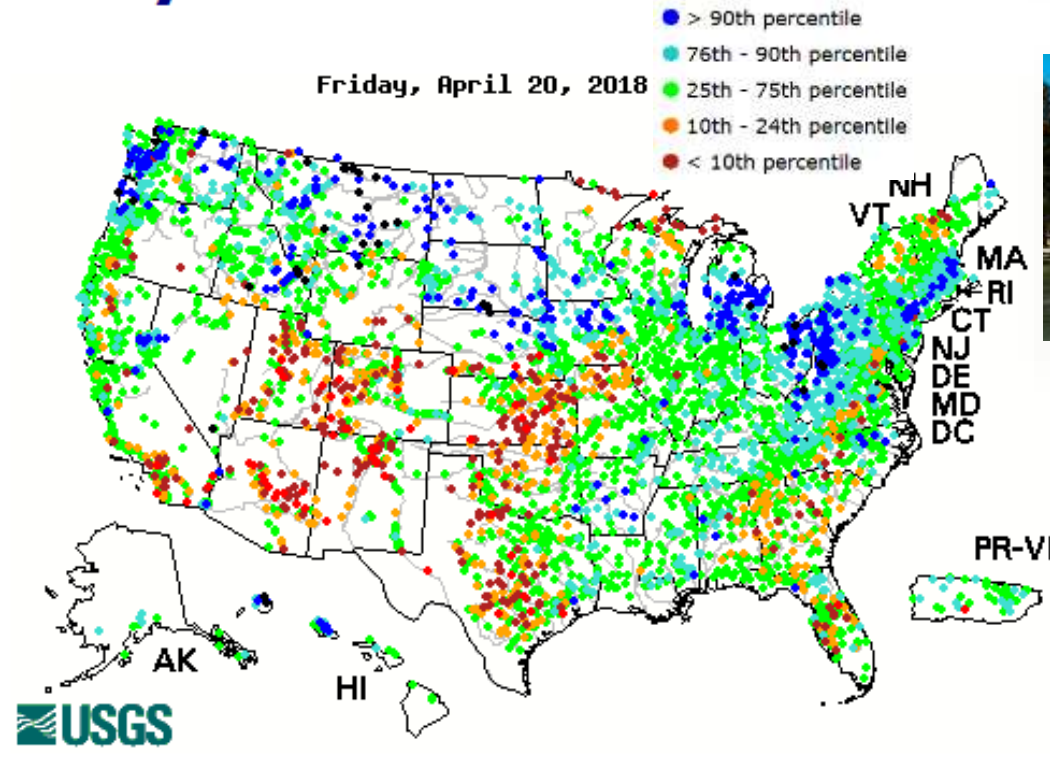 > 90th percentile
76th - 90th percentile
Friday, April 20, 2018
25th - 75th percentile
10th - 24th percentile
< 10th percentile
NH
VT
MA
RI
CT
NJ
DE
MD
DC
PR-VI
AK
HI
USGS